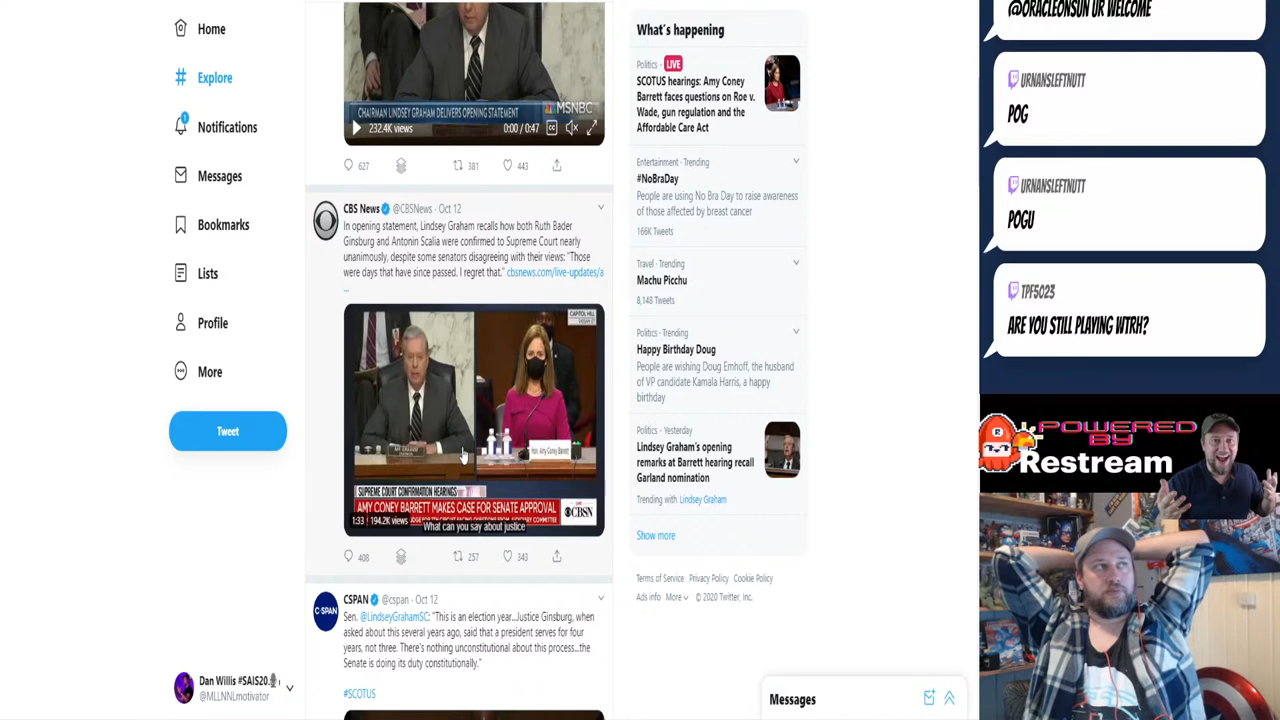 Home
Explore
1
Notifications
Messages
Bookmarks
Lists
Profile
More
Tweet
Dan Willis #SAIS20.
@MLLNNLmotivator
CHAIRMAN LINDSEY GRAHAM DELIVERS OPENING STATEMENT
MSNBC
232.4K views
0:00 / 0:47
627
381
443
CBS News @CBSNews · Oct 12
In opening statement, Lindsey Graham recalls how both Ruth Bader
Ginsburg and Antonin Scalia were confirmed to Supreme Court nearly
unanimously, despite some senators disagreeing with their views: "Those
were days that have since passed. I regret that." cbsnews.com/live-updates/a
...
CAPITOL HILL
MR. GRAHAM
Hon. Amy Coney Barrett
SUPREME COURT CONFIRMATION HEARINGS
AMY CONEY BARRETT MAKES CASE FOR SENATE APPROVAL
CBSN
1:33
194.2K views
What can you say about justice
408
257
343
CSPAN @cspan · Oct 12
C-SPAN
Sen. @LindseyGrahamSC: "This is an election year...Justice Ginsburg, when
asked about this several years ago, said that a president serves for four
years, not three. There's nothing unconstitutional about this process...the
Senate is doing its duty constitutionally."
#SCOTUS
What's happening
Politics · LIVE
SCOTUS hearings: Amy Coney
Barrett faces questions on Roe v.
Wade, gun regulation and the
Affordable Care Act
Entertainment · Trending
#NoBraDay
People are using No Bra Day to raise awareness
of those affected by breast cancer
166K Tweets
Travel · Trending
Machu Picchu
8,148 Tweets
Politics · Trending
Happy Birthday Doug
People are wishing Doug Emhoff, the husband
of VP candidate Kamala Harris, a happy
birthday
Politics · Yesterday
Lindsey Graham's opening
remarks at Barrett hearing recall
Garland nomination
Trending with Lindsey Graham
Show more
Terms of Service Privacy Policy Cookie Policy
Ads info More © 2020 Twitter, Inc.
Messages
@ORACLEONSUN UR WELCOME
URNANSLEFTNUTT
POG
URNANSLEFTNUTT
POGU
TPF5023
ARE YOU STILL PLAYING WTRH?
R
POWERED
BY
Restream